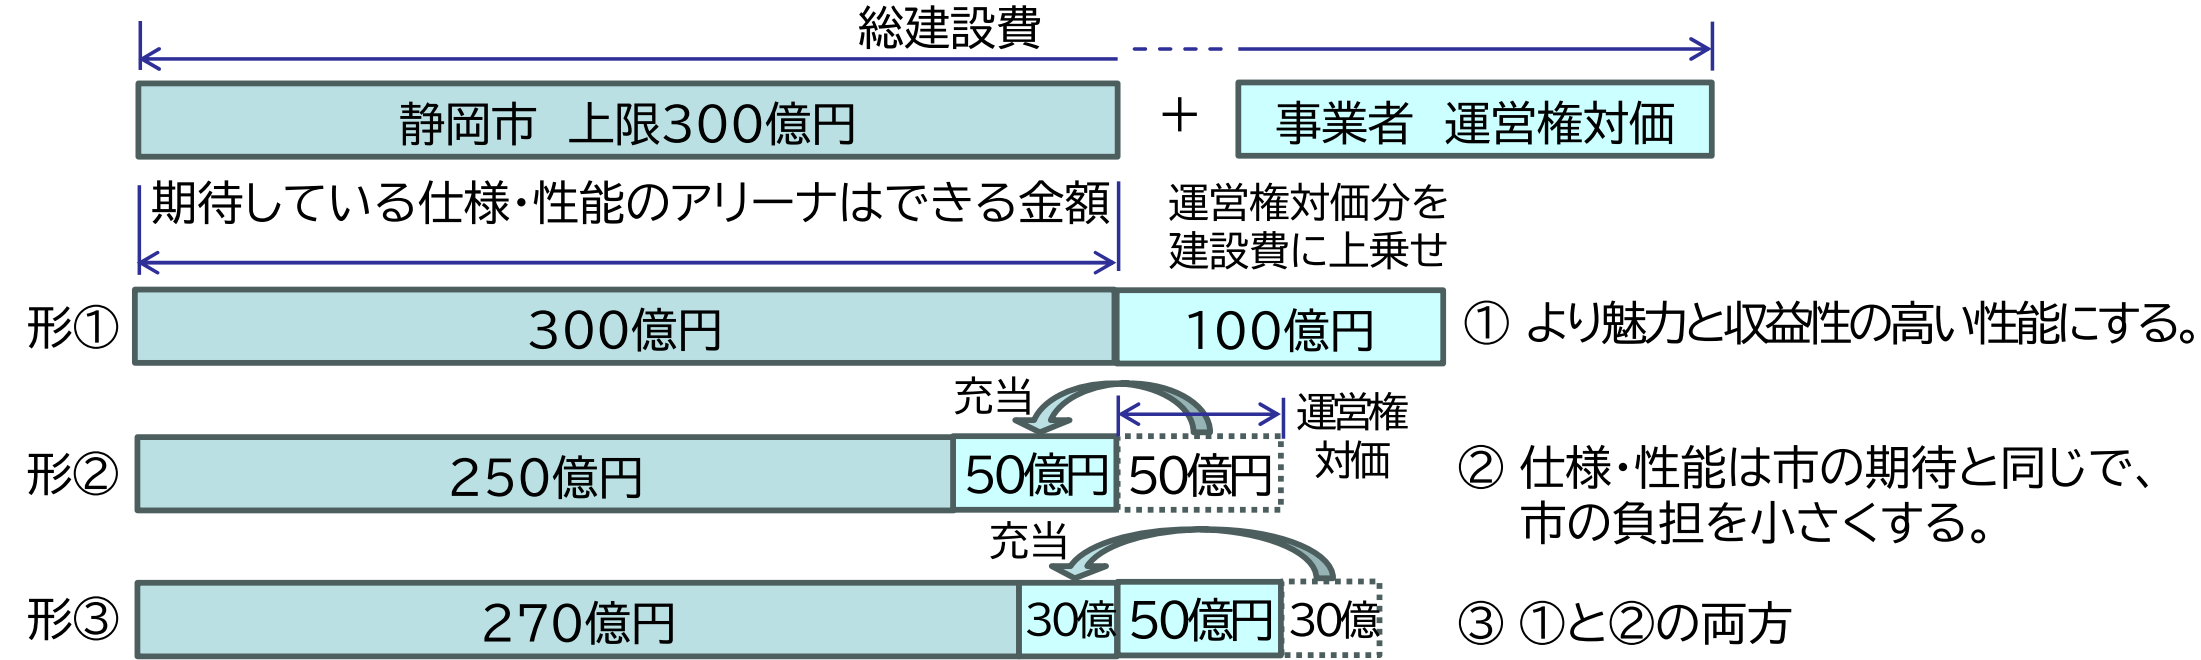 総建設費
静岡市　上限300億円
＋
事業者　運営権対価
期待している仕様・性能のアリーナはできる金額
運営権対価分を
建設費に上乗せ
形①
300億円
100億円
① より魅力と収益性の高い性能にする。
充当
運営権
対価
形②
250億円
50億円
50億円
② 仕様・性能は市の期待と同じで、
市の負担を小さくする。
充当
形③
270億円
30億
50億円
30億
③ ①と②の両方